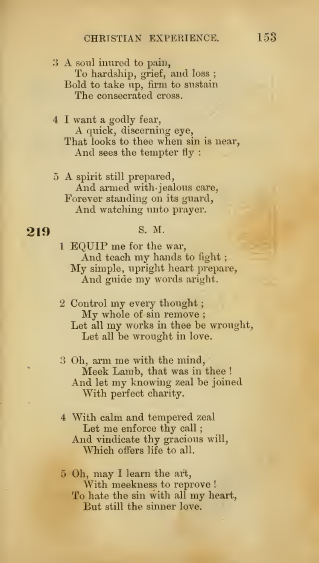 CHRISTIAN EXPERIENCE. 153
3 A soul inured to pain,
To hardship, grief, and loss ;
Bold to take up, firm to sustain
The consecrated cross.
4 I want a godly fear,
A quick, discerning eye,
That looks to thee when sin is near,
And sees the tempter fly :
5 A spirit still prepared,
And armed with jealous care,
Forever standing on its guard,
And watching unto prayer.
219 S. M.
1 EQUIP me for the war,
And teach my hands to fight ;
My simple, upright heart prepare,
And guide my words aright.
2 Control my every thought ;
My whole of sin remove ;
Let all my works in thee be wrought,
Let all be wrought in love.
3 Oh, arm me with the mind,
Meek Lamb, that was in thee !
And let my knowing zeal be joined
With perfect charity.
4 With calm and tempered zeal
Let me enforce thy call ;
And vindicate thy gracious will,
Which offers life to all.
5 Oh, may I learn the art,
With meekness to reprove !
To hate the sin with all my heart,
But still the sinner love.